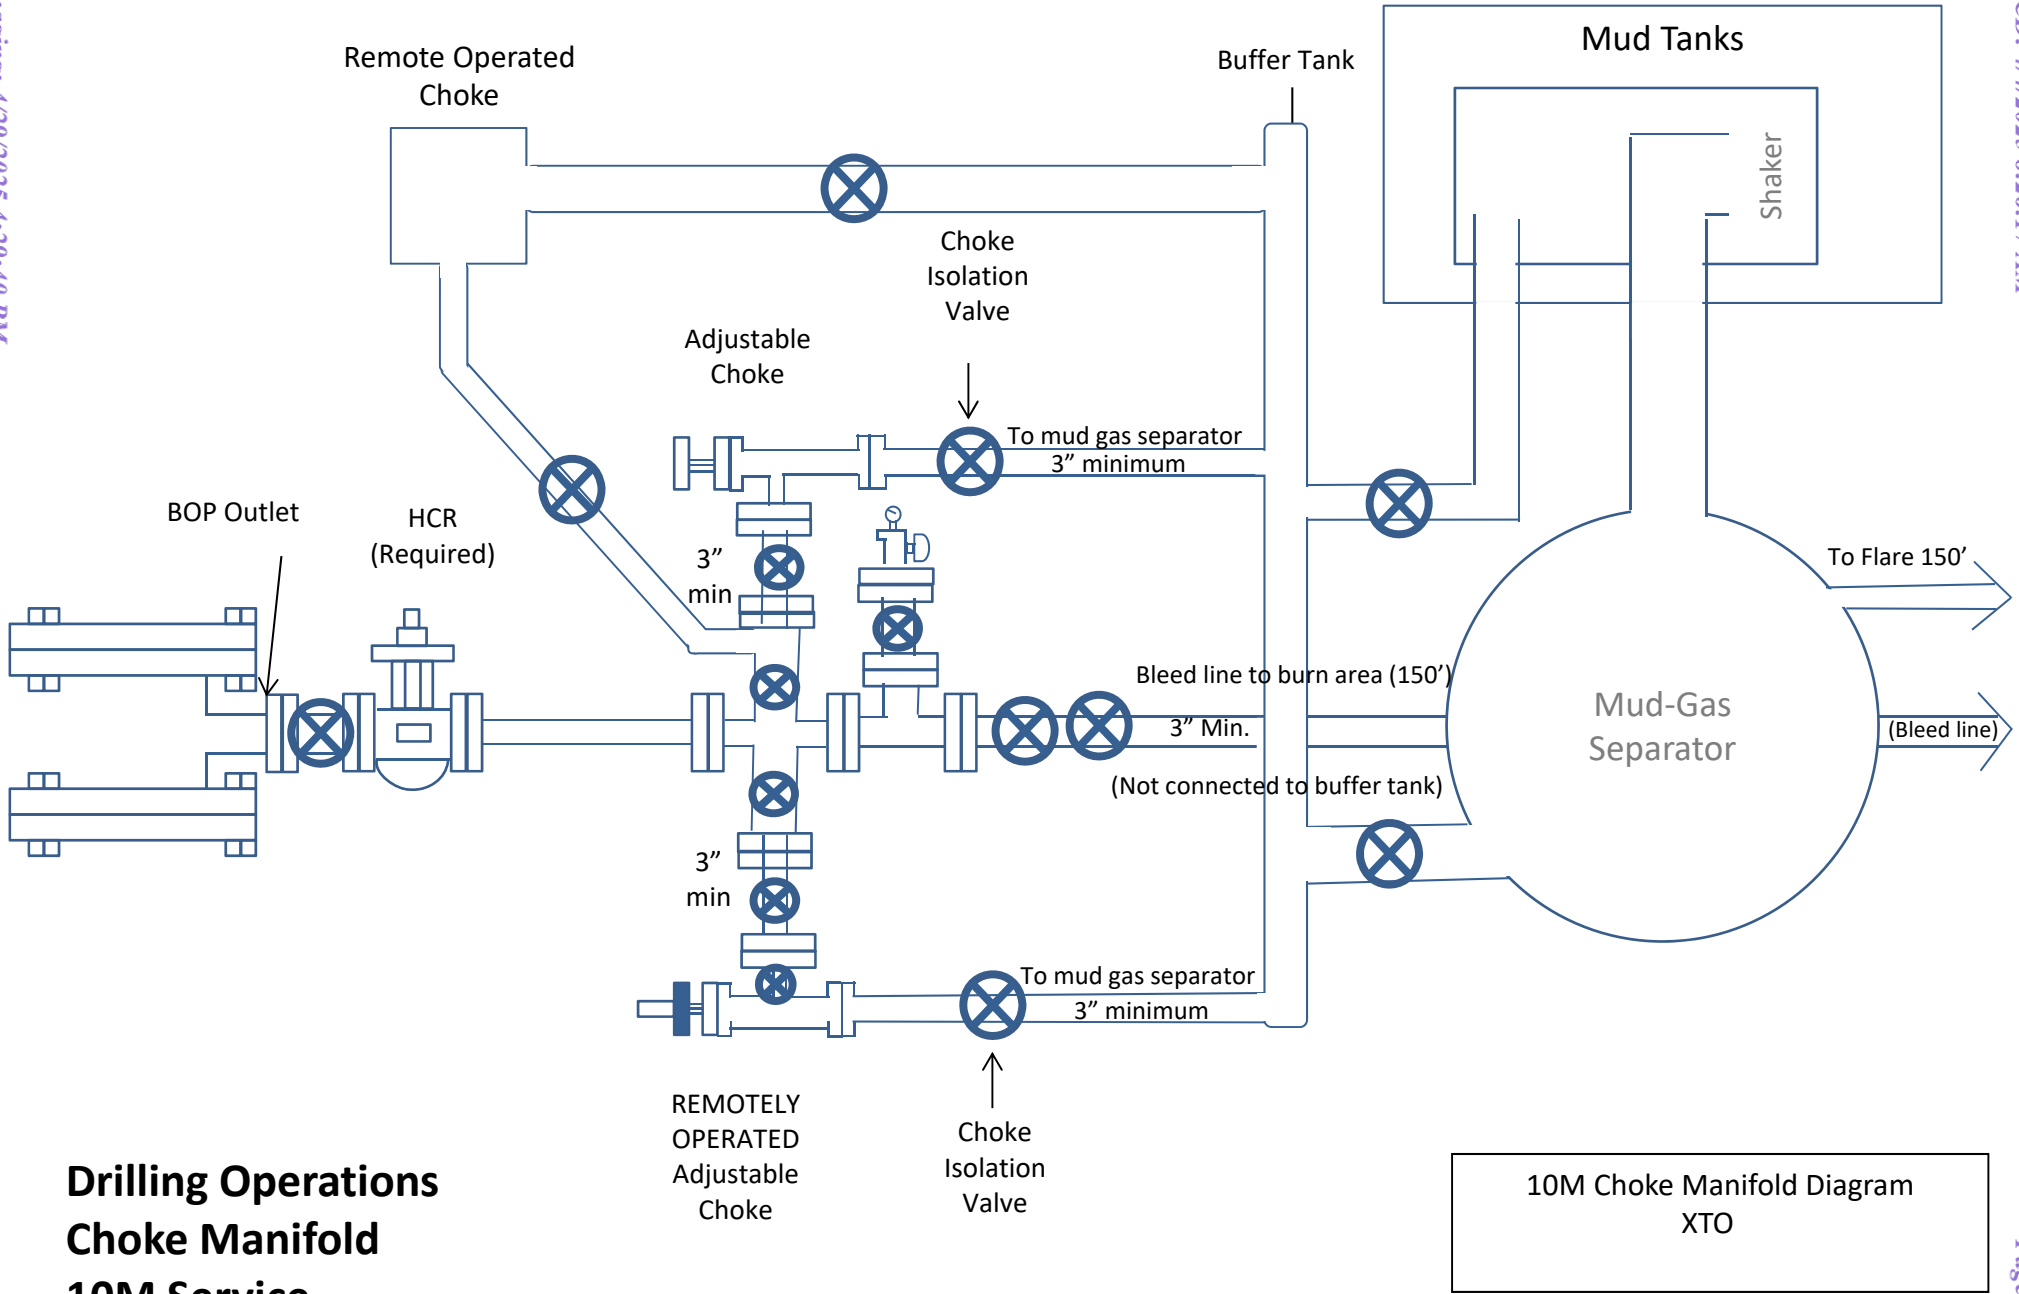 Mud Tanks
Remote Operated
Choke
Buffer Tank
Shaker
Choke
Isolation
Valve
Adjustable
Choke
To mud gas separator
3” minimum
BOP Outlet
HCR
(Required)
3”
min
To Flare 150’
Bleed line to burn area (150’)
3” Min.
Mud-Gas
Separator
(Bleed line)
(Not connected to buffer tank)
3”
min
To mud gas separator
3” minimum
REMOTELY
OPERATED
Adjustable
Choke
Choke
Isolation
Valve
Drilling Operations
Choke Manifold
10M Service
10M Choke Manifold Diagram
XTO